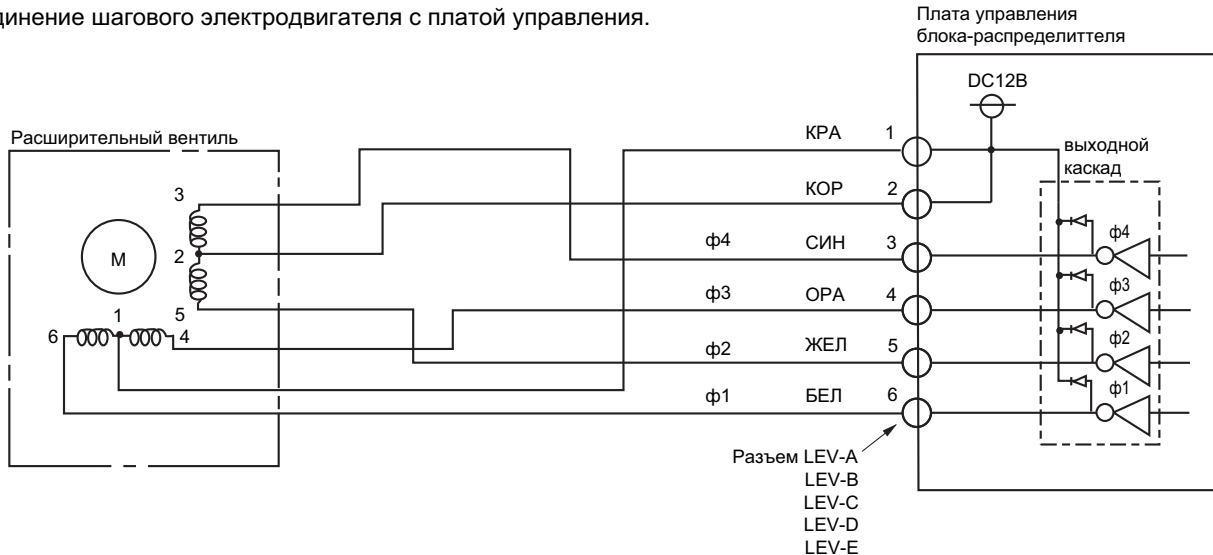 динение шагового электродвигателя с платой управления.
Плата управления
блока-распределиттеля
DC12В
Расширительный вентиль
выходной
каскад
КРА 1
КОР 2
ф4 СИН 3
ф3 ОРА 4
ф2 ЖЕЛ 5
ф1 БЕЛ 6
3
М
2
5
1
6
4
ф4
ф3
ф2
ф1
Разъем LEV-A
LEV-B
LEV-C
LEV-D
LEV-E